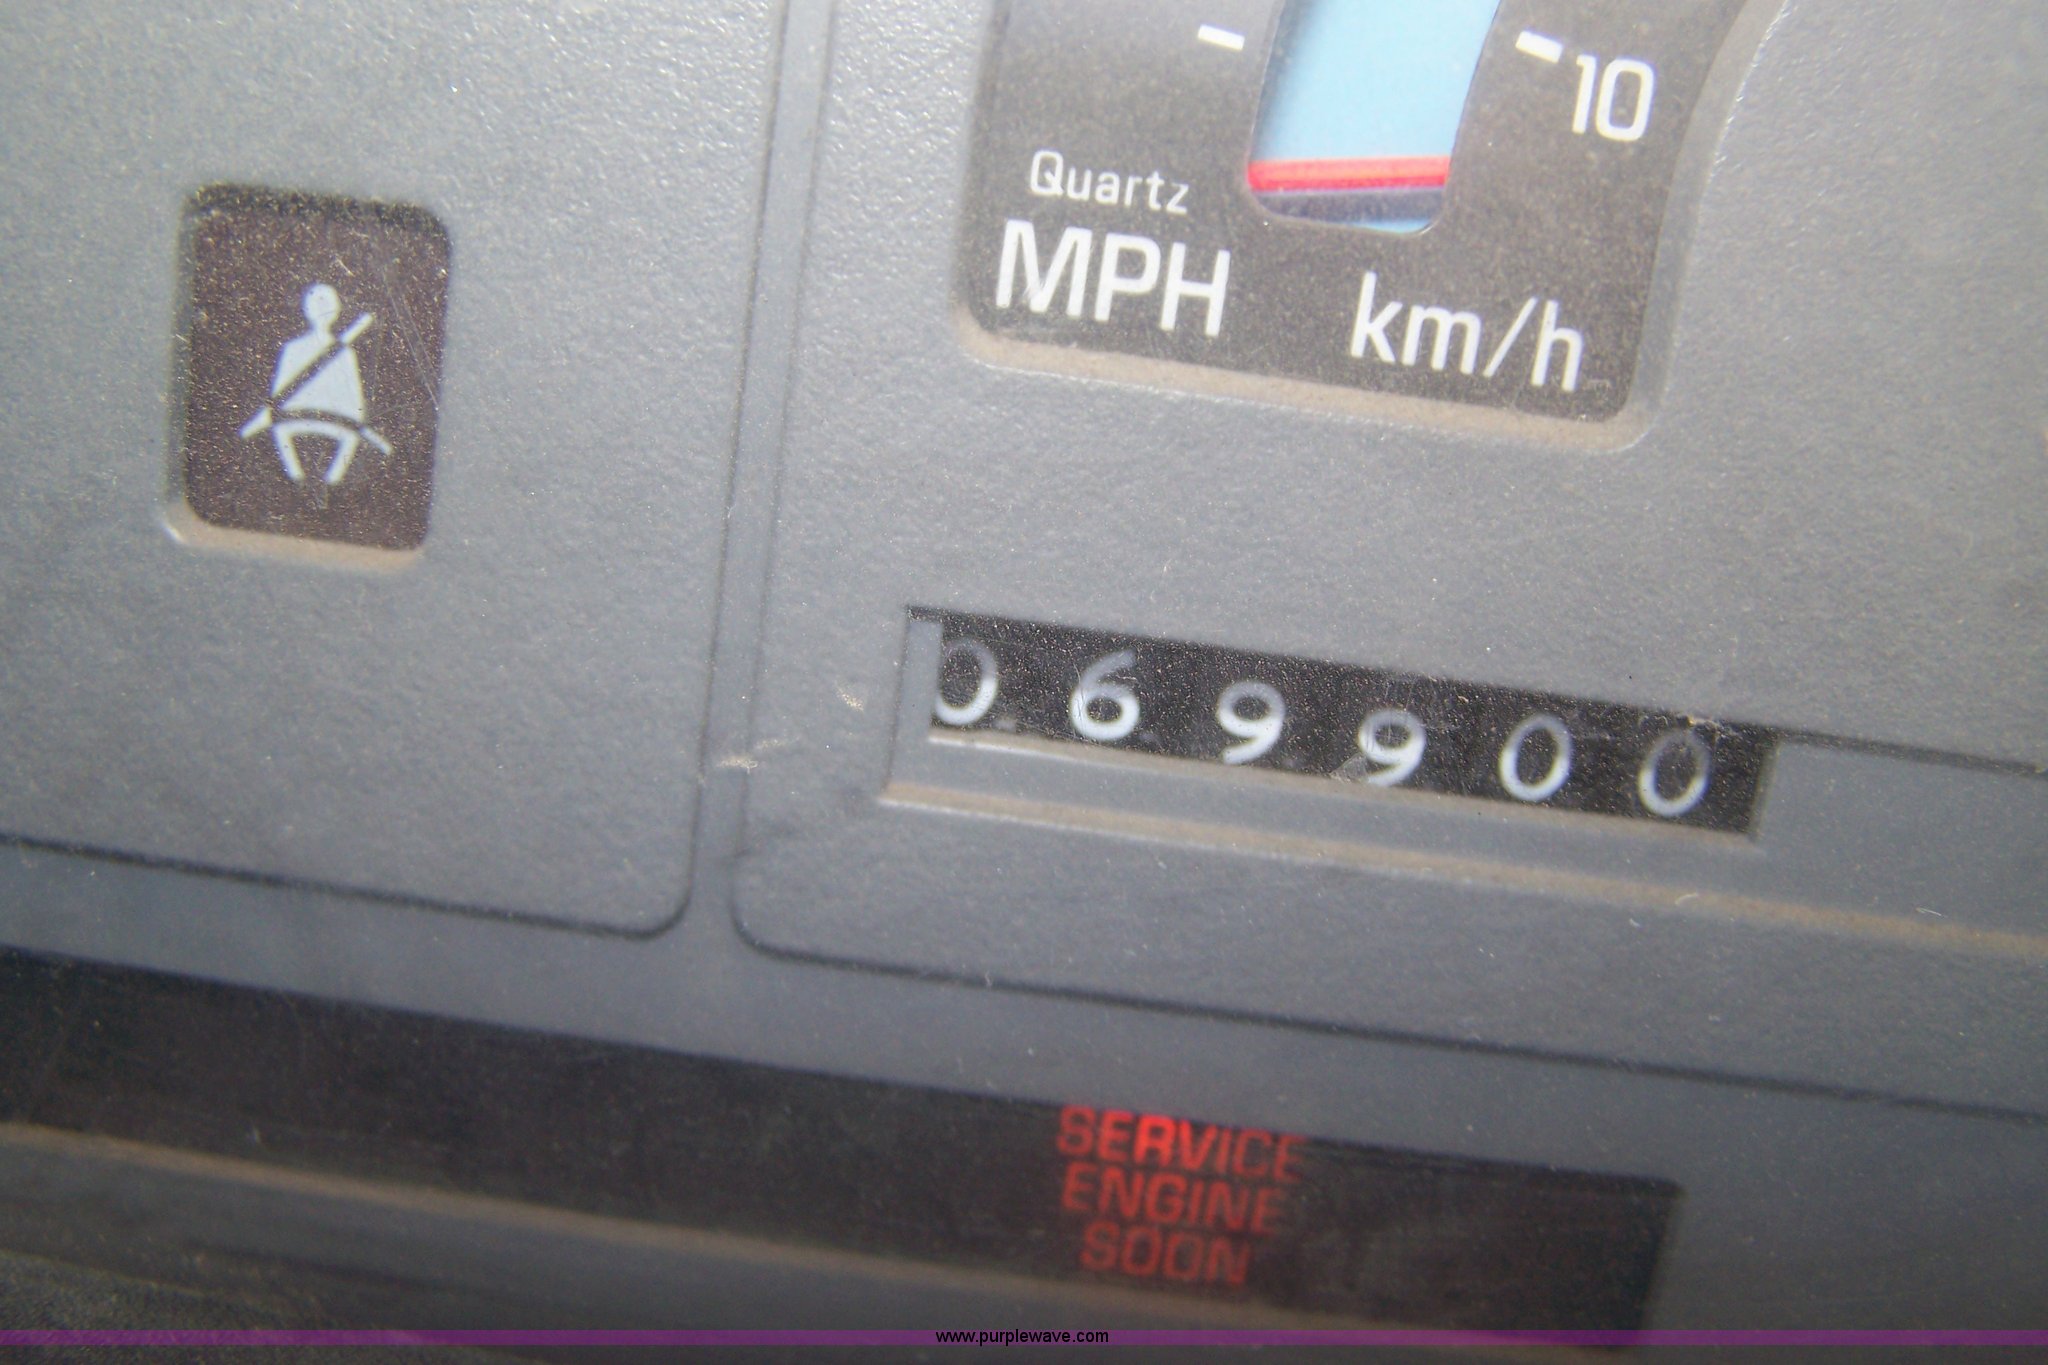 10
Quartz
MPH km/h
069900
SERVICE
ENGINE
SOON
www.purplewave.com